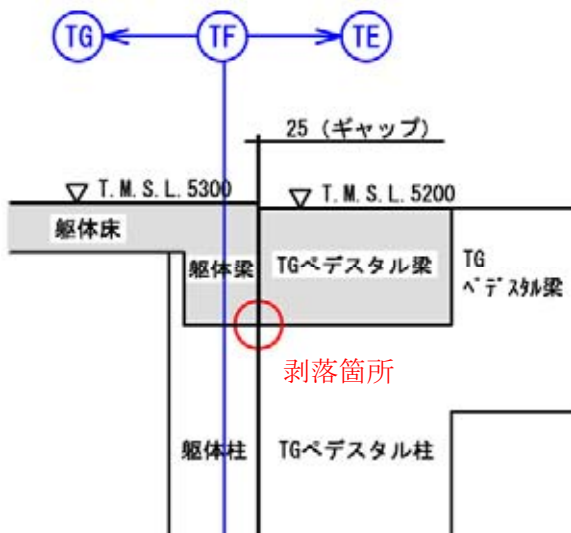 TG TF TE
25 (ギャップ)
T.M.S.L.5300
T.M.S.L.5200
躯体床
躯体梁
TGペデスタル梁
TG
ペデスタル梁
剥落箇所
躯体柱
TGペデスタル柱